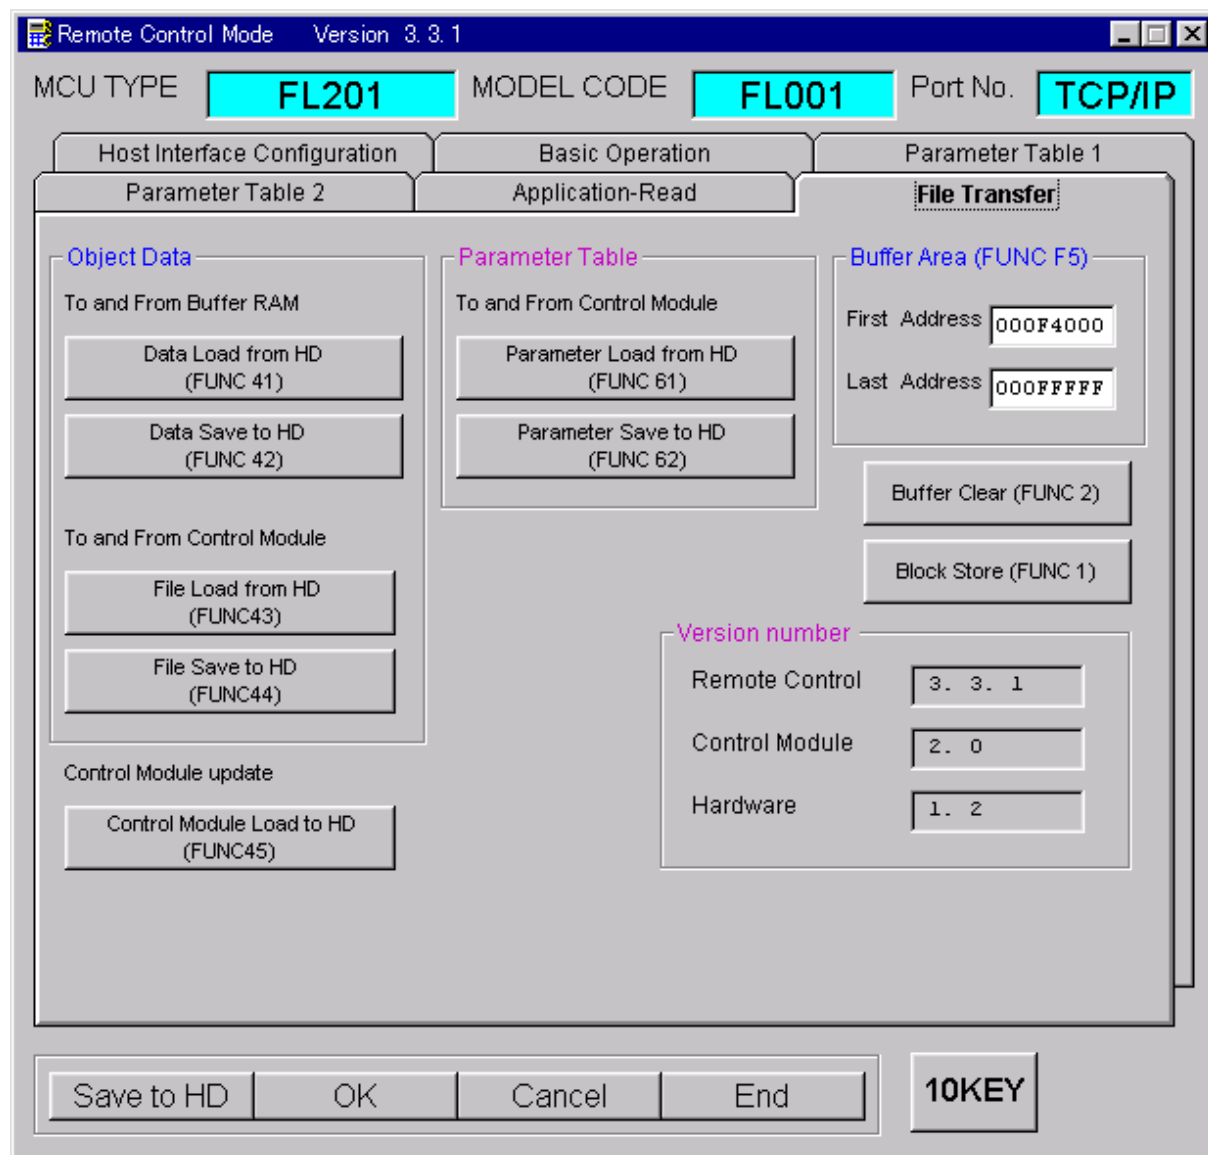 Remote Control Mode Version 3. 3. 1
MCU TYPE FL201 MODEL CODE FL001 Port No. TCP/IP
Host Interface Configuration Basic Operation Parameter Table 1
Parameter Table 2 Application-Read File Transfer
Object Data
To and From Buffer RAM
Data Load from HD
(FUNC 41)
Data Save to HD
(FUNC 42)
To and From Control Module
File Load from HD
(FUNC43)
File Save to HD
(FUNC44)
Control Module update
Control Module Load to HD
(FUNC45)
Parameter Table
To and From Control Module
Parameter Load from HD
(FUNC 61)
Parameter Save to HD
(FUNC 62)
Buffer Area (FUNC F5)
First Address 000F4000
Last Address 000FFFFF
Buffer Clear (FUNC 2)
Block Store (FUNC 1)
Version number
Remote Control 3. 3. 1
Control Module 2. 0
Hardware 1. 2
Save to HD OK Cancel End 10KEY